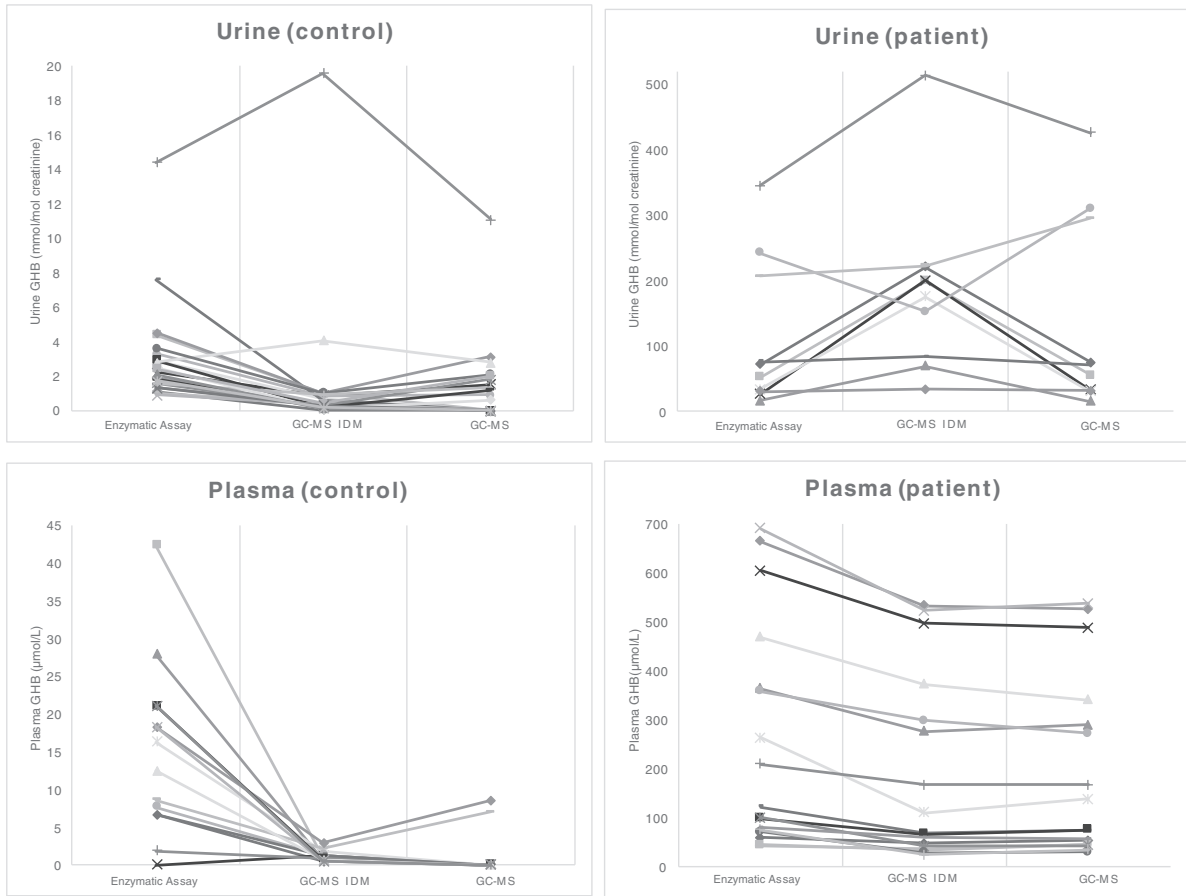 Urine (control)
20
18
16
14
12
10
8
6
4
2
0
Urine GHB (mmol/mol creatinine)
Enzymatic Assay
GC-MS IDM
GC-MS
Urine (patient)
500
400
300
200
100
0
Urine GHB (mmol/mol creatinine)
Enzymatic Assay
GC-MS IDM
GC-MS
Plasma (control)
45
40
35
30
25
20
15
10
5
0
Plasma GHB (µmol/L)
Enzymatic Assay
GC-MS IDM
GC-MS
Plasma (patient)
700
600
500
400
300
200
100
0
Plasma GHB(µmol/L)
Enzymatic Assay
GC-MS IDM
GC-MS